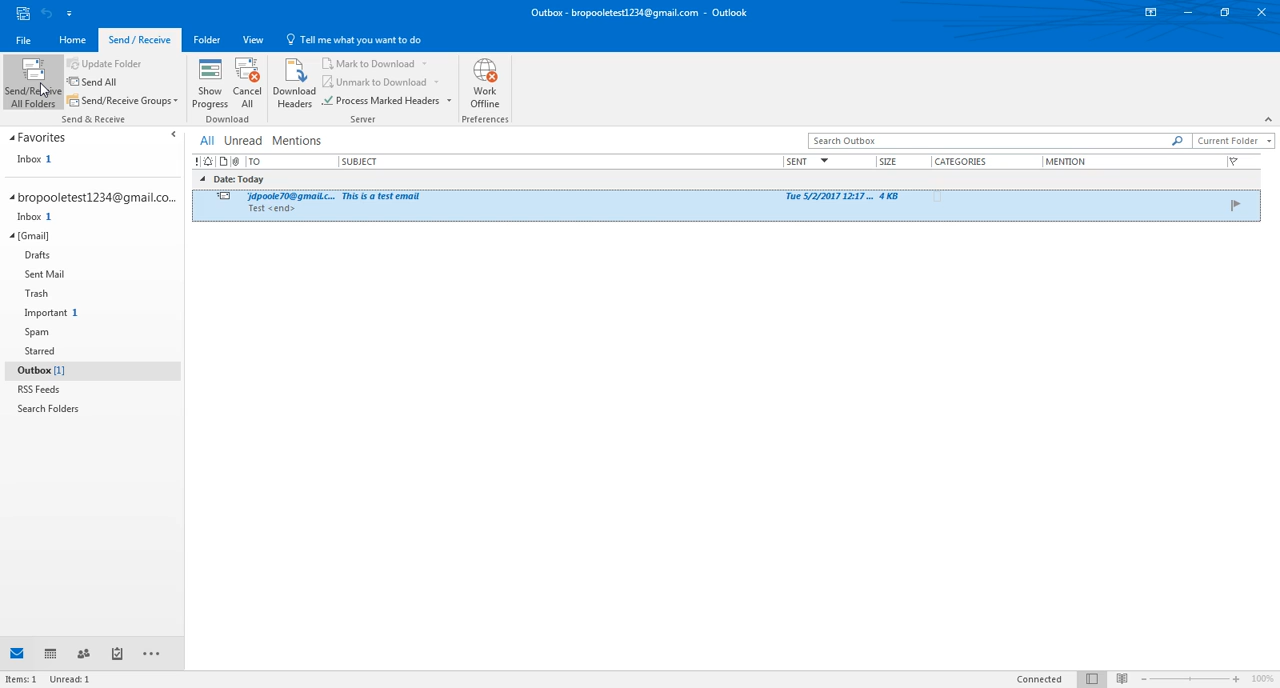 Outbox - bropooletest1234@gmail.com - Outlook
File Home Send / Receive Folder View Tell me what you want to do
Send/Receive All Folders
Update Folder
Send All
Send/Receive Groups
Send & Receive
Show Progress
Cancel All
Download
Download Headers
Mark to Download
Unmark to Download
Process Marked Headers
Server
Work Offline
Preferences
Favorites
Inbox 1
bropooletest1234@gmail.co...
Inbox 1
[Gmail]
Drafts
Sent Mail
Trash
Important 1
Spam
Starred
Outbox [1]
RSS Feeds
Search Folders
All Unread Mentions
Search Outbox
Current Folder
! TO SUBJECT SENT SIZE CATEGORIES MENTION
Date: Today
'jdpoole70@gmail.c... This is a test email Tue 5/2/2017 12:17 ... 4 KB
Test <end>
Items: 1 Unread: 1
Connected
- + 100%